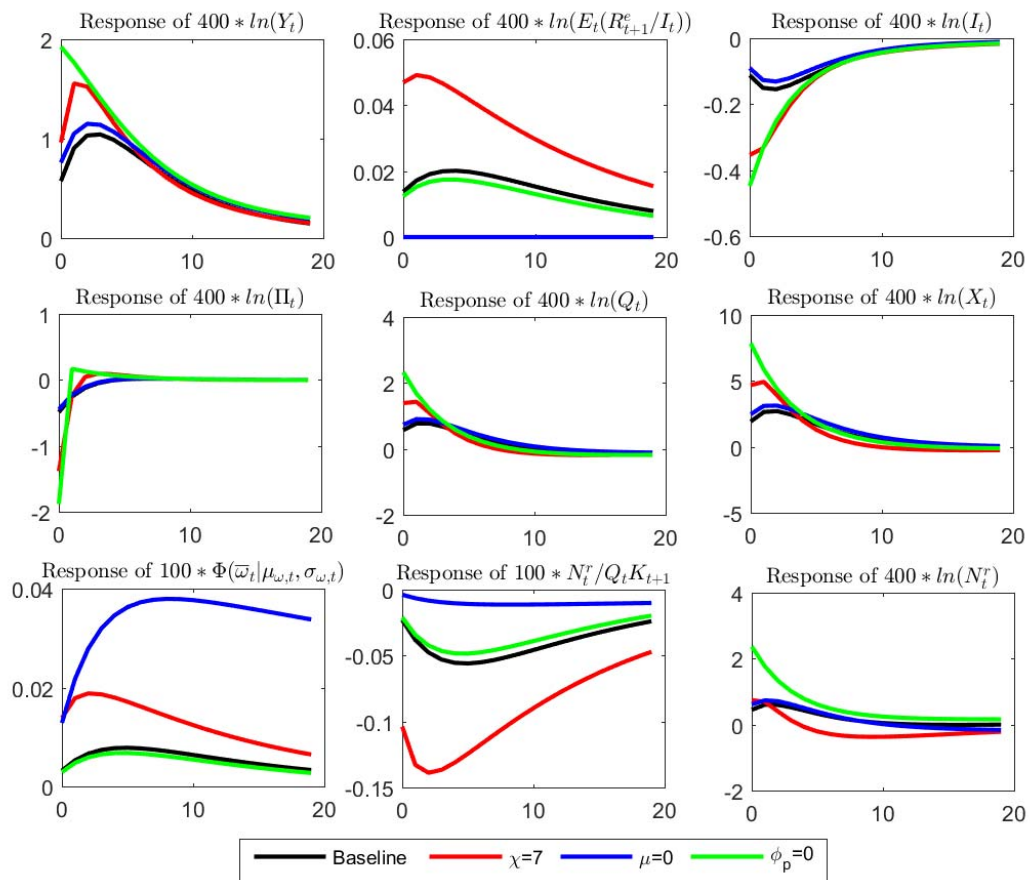 Response of 400 ∗ ln(Y_t)
2
1
0
0 10 20
Response of 400 ∗ ln(E_t(R^e_{t+1}/I_t))
0.06
0.04
0.02
0
0 10 20
Response of 400 ∗ ln(I_t)
0
-0.2
-0.4
-0.6
0 10 20
Response of 400 ∗ ln(Π_t)
1
0
-1
-2
0 10 20
Response of 400 ∗ ln(Q_t)
4
2
0
-2
0 10 20
Response of 400 ∗ ln(X_t)
10
5
0
-5
0 10 20
Response of 100 ∗ Φ(ω̅_t|μ_{ω,t}, σ_{ω,t})
0.04
0.02
0
0 10 20
Response of 100 ∗ N^r_t/Q_tK_{t+1}
0
-0.05
-0.1
-0.15
0 10 20
Response of 400 ∗ ln(N^r_t)
4
2
0
-2
0 10 20
Baseline χ=7 μ=0 ϕ_p=0